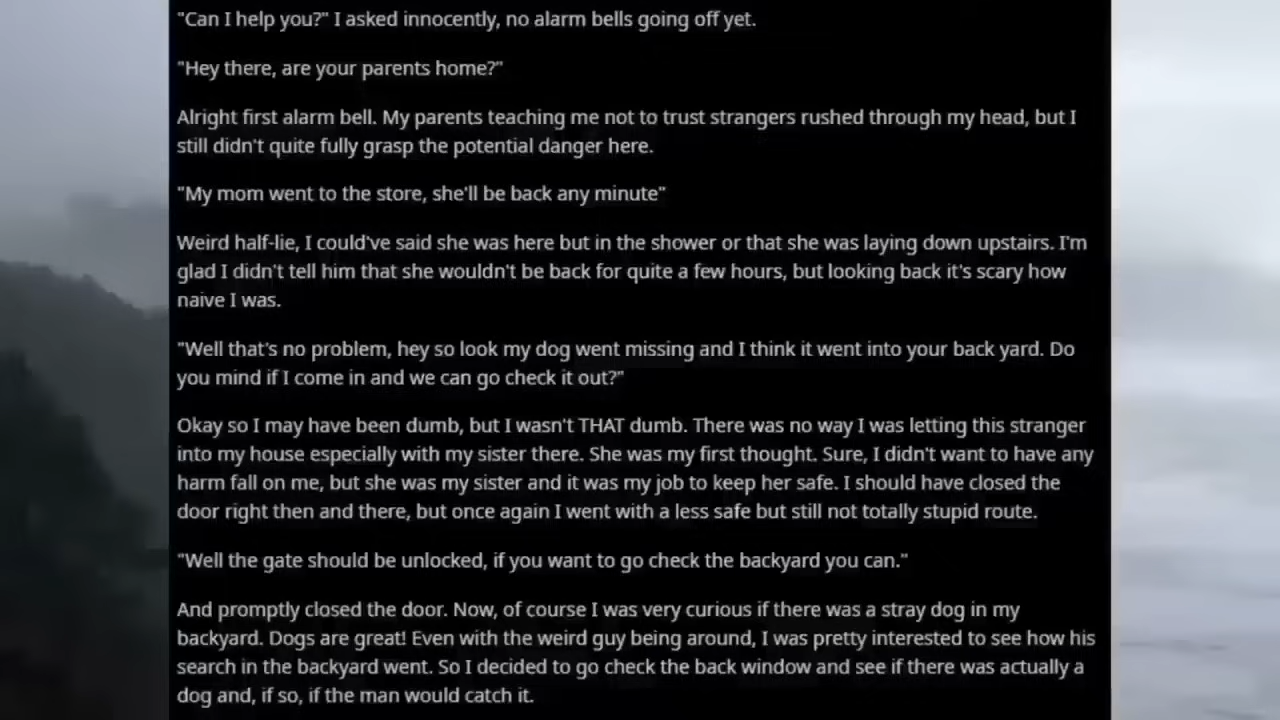 "Can I help you?" I asked innocently, no alarm bells going off yet.
"Hey there, are your parents home?"
Alright first alarm bell. My parents teaching me not to trust strangers rushed through my head, but I
still didn't quite fully grasp the potential danger here.
"My mom went to the store, she'll be back any minute"
Weird half-lie, I could've said she was here but in the shower or that she was laying down upstairs. I'm
glad I didn't tell him that she wouldn't be back for quite a few hours, but looking back it's scary how
naive I was.
"Well that's no problem, hey so look my dog went missing and I think it went into your back yard. Do
you mind if I come in and we can go check it out?"
Okay so I may have been dumb, but I wasn't THAT dumb. There was no way I was letting this stranger
into my house especially with my sister there. She was my first thought. Sure, I didn't want to have any
harm fall on me, but she was my sister and it was my job to keep her safe. I should have closed the
door right then and there, but once again I went with a less safe but still not totally stupid route.
"Well the gate should be unlocked, if you want to go check the backyard you can."
And promptly closed the door. Now, of course I was very curious if there was a stray dog in my
backyard. Dogs are great! Even with the weird guy being around, I was pretty interested to see how his
search in the backyard went. So I decided to go check the back window and see if there was actually a
dog and, if so, if the man would catch it.